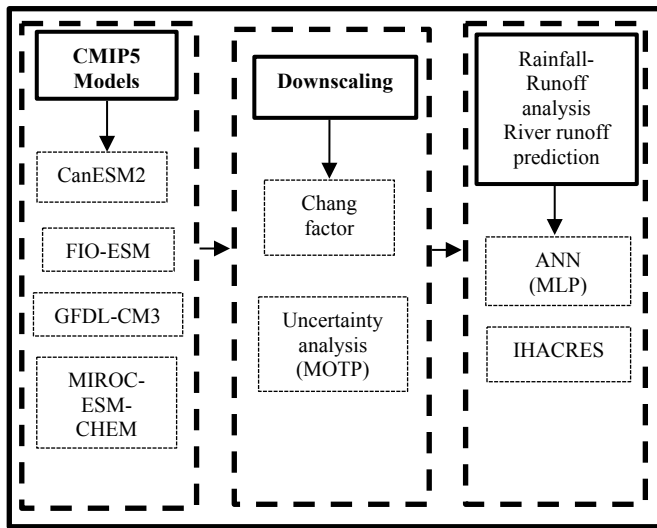 CMIP5
Models
CanESM2
FIO-ESM
GFDL-CM3
MIROC-
ESM-
CHEM
Downscaling
Chang
factor
Uncertainty
analysis
(MOTP)
Rainfall-
Runoff
analysis
River runoff
prediction
ANN
(MLP)
IHACRES